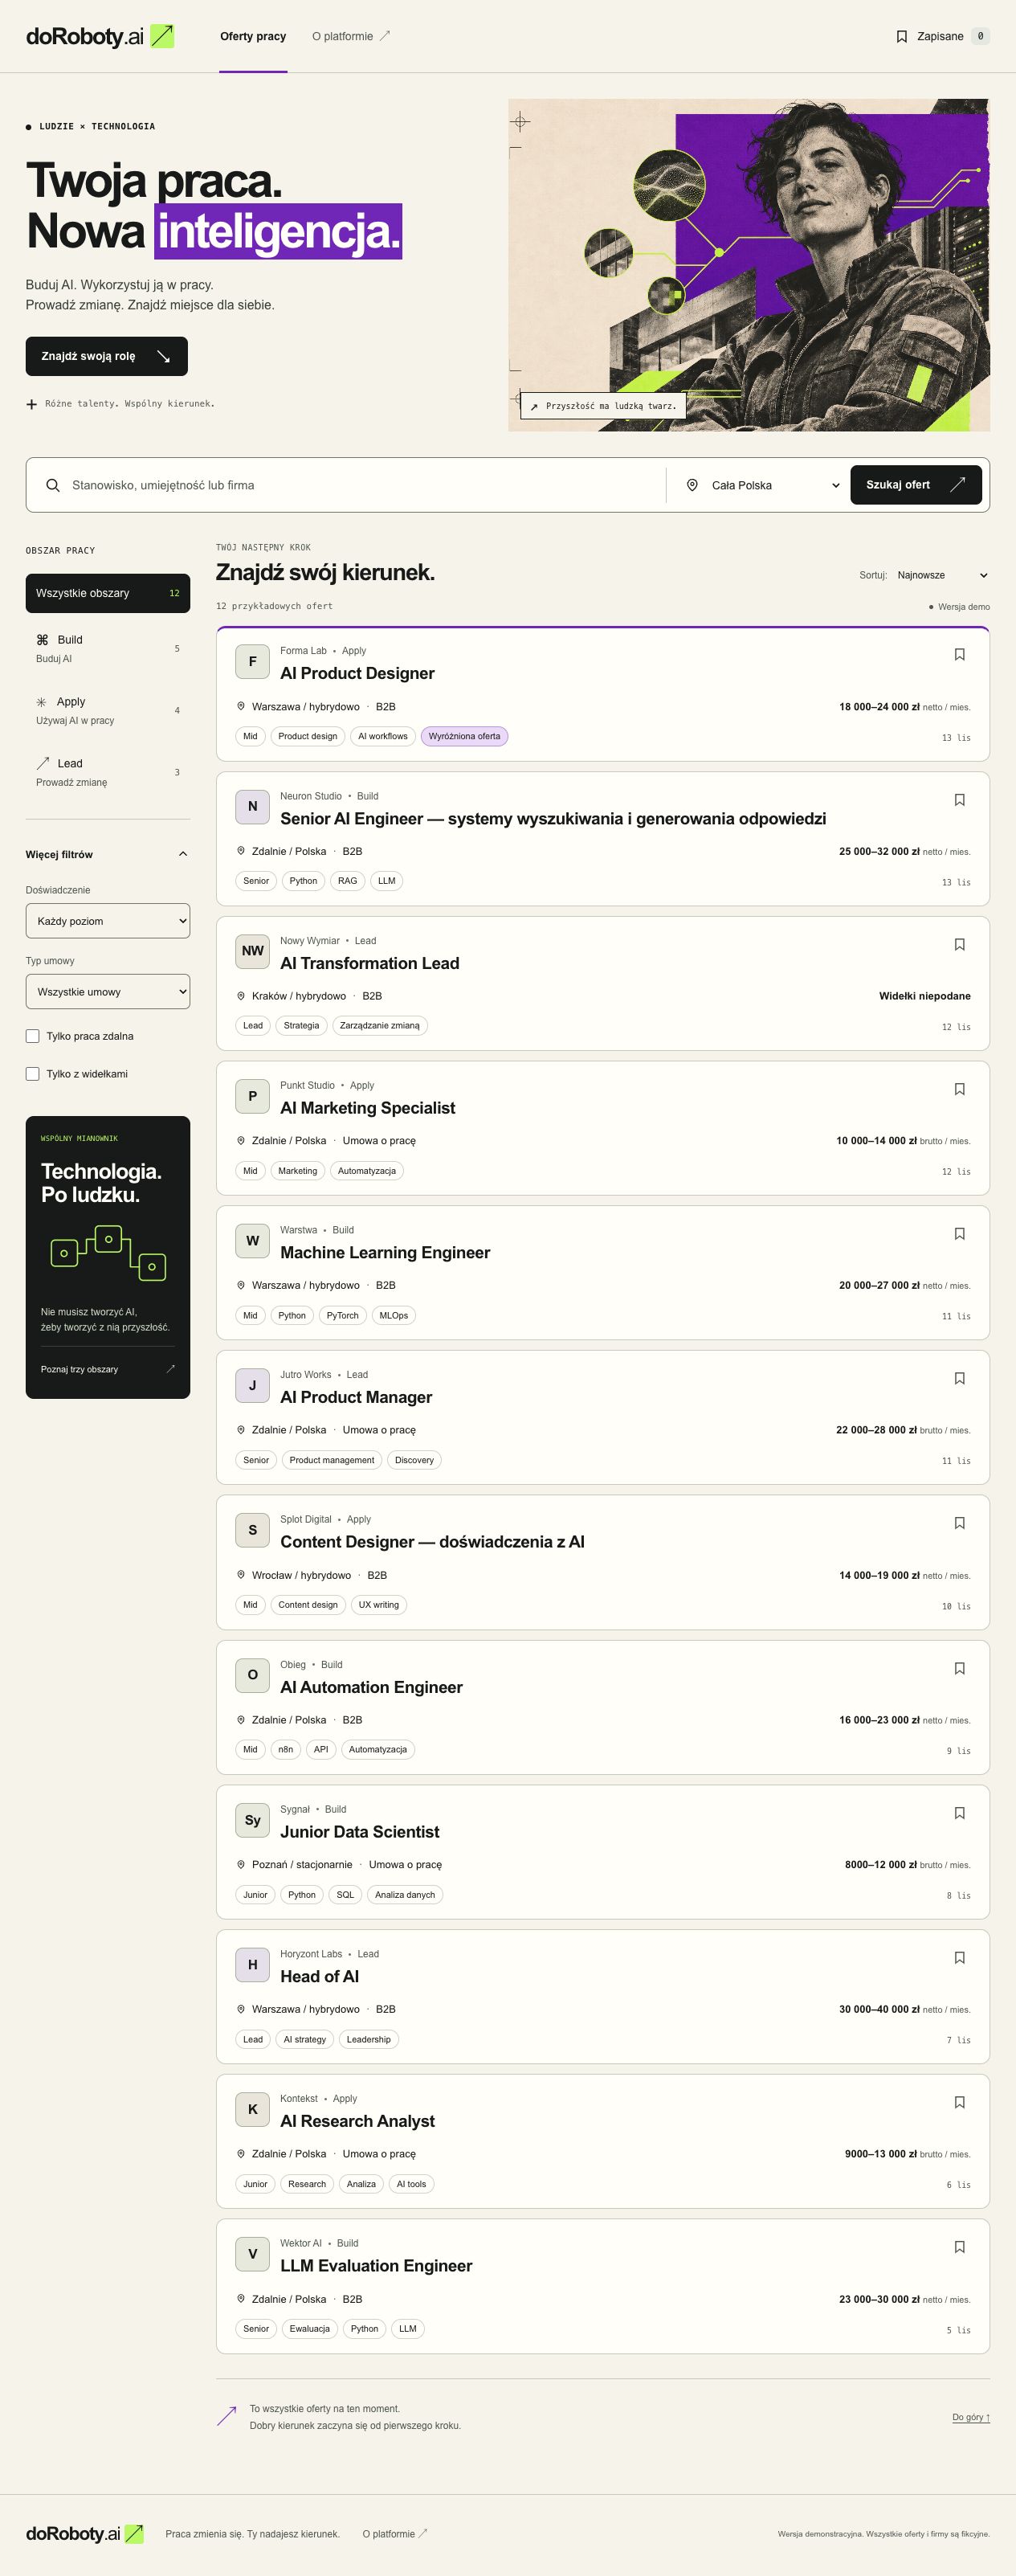 doRoboty.ai
Oferty pracy
O platformie ↗
Zapisane 0
● LUDZIE × TECHNOLOGIA
Twoja praca.
Nowa inteligencja.
Buduj AI. Wykorzystuj ją w pracy.
Prowadź zmianę. Znajdź miejsce dla siebie.
Znajdź swoją rolę ↘
+ Różne talenty. Wspólny kierunek.
↗ Przyszłość ma ludzką twarz.
Stanowisko, umiejętność lub firma
Cała Polska
Szukaj ofert ↗
OBSZAR PRACY
Wszystkie obszary 12
⌘ Build
Buduj AI
5
✳ Apply
Używaj AI w pracy
4
↗ Lead
Prowadź zmianę
3
Więcej filtrów
Doświadczenie
Każdy poziom
Typ umowy
Wszystkie umowy
Tylko praca zdalna
Tylko z widełkami
WSPÓLNY MIANOWNIK
Technologia.
Po ludzku.
Nie musisz tworzyć AI,
żeby tworzyć z nią przyszłość.
Poznaj trzy obszary ↗
TWÓJ NASTĘPNY KROK
Znajdź swój kierunek.
Sortuj: Najnowsze
12 przykładowych ofert
● Wersja demo
F
Forma Lab • Apply
AI Product Designer
Warszawa / hybrydowo · B2B
18 000–24 000 zł netto / mies.
Mid Product design AI workflows Wyróżniona oferta
13 lis
N
Neuron Studio • Build
Senior AI Engineer — systemy wyszukiwania i generowania odpowiedzi
Zdalnie / Polska · B2B
25 000–32 000 zł netto / mies.
Senior Python RAG LLM
13 lis
NW
Nowy Wymiar • Lead
AI Transformation Lead
Kraków / hybrydowo · B2B
Widełki niepodane
Lead Strategia Zarządzanie zmianą
12 lis
P
Punkt Studio • Apply
AI Marketing Specialist
Zdalnie / Polska · Umowa o pracę
10 000–14 000 zł brutto / mies.
Mid Marketing Automatyzacja
12 lis
W
Warstwa • Build
Machine Learning Engineer
Warszawa / hybrydowo · B2B
20 000–27 000 zł netto / mies.
Mid Python PyTorch MLOps
11 lis
J
Jutro Works • Lead
AI Product Manager
Zdalnie / Polska · Umowa o pracę
22 000–28 000 zł brutto / mies.
Senior Product management Discovery
11 lis
S
Splot Digital • Apply
Content Designer — doświadczenia z AI
Wrocław / hybrydowo · B2B
14 000–19 000 zł netto / mies.
Mid Content design UX writing
10 lis
O
Obieg • Build
AI Automation Engineer
Zdalnie / Polska · B2B
16 000–23 000 zł netto / mies.
Mid n8n API Automatyzacja
9 lis
Sy
Sygnał • Build
Junior Data Scientist
Poznań / stacjonarnie · Umowa o pracę
8000–12 000 zł brutto / mies.
Junior Python SQL Analiza danych
8 lis
H
Horyzont Labs • Lead
Head of AI
Warszawa / hybrydowo · B2B
30 000–40 000 zł netto / mies.
Lead AI strategy Leadership
7 lis
K
Kontekst • Apply
AI Research Analyst
Zdalnie / Polska · Umowa o pracę
9000–13 000 zł brutto / mies.
Junior Research Analiza AI tools
6 lis
V
Wektor AI • Build
LLM Evaluation Engineer
Zdalnie / Polska · B2B
23 000–30 000 zł netto / mies.
Senior Ewaluacja Python LLM
5 lis
To wszystkie oferty na ten moment.
Dobry kierunek zaczyna się od pierwszego kroku.
Do góry ↑
doRoboty.ai
Praca zmienia się. Ty nadajesz kierunek.
O platformie ↗
Wersja demonstracyjna. Wszystkie oferty i firmy są fikcyjne.